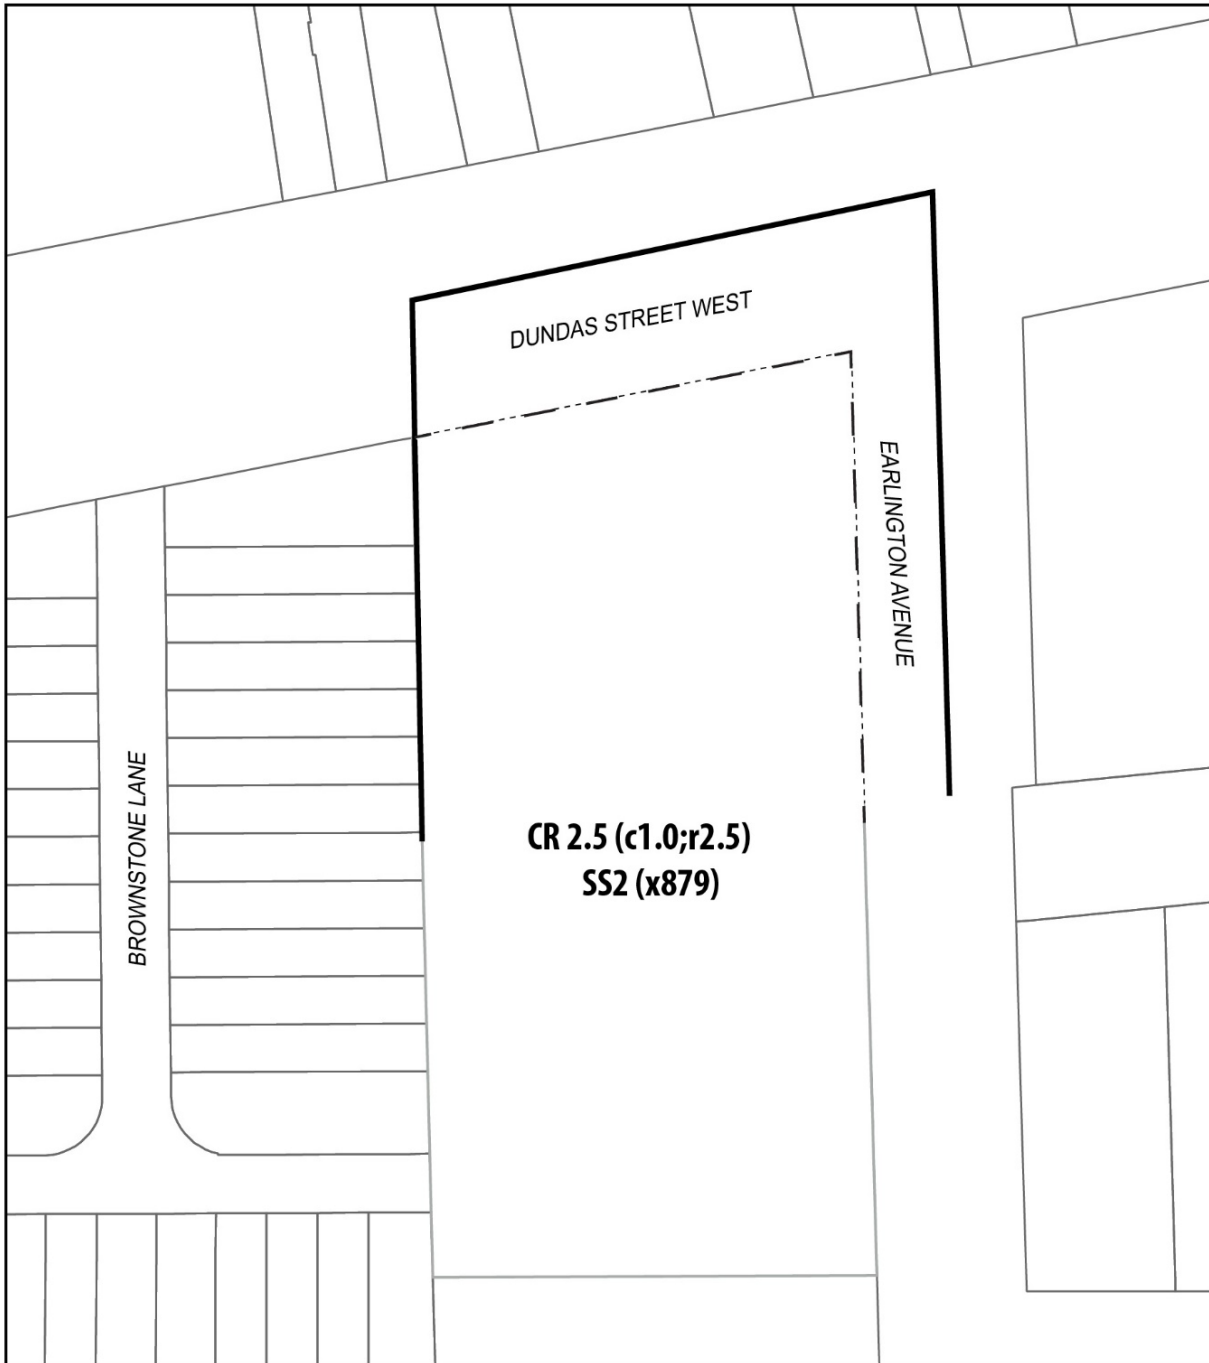 DUNDAS STREET WEST
EARLINGTON AVENUE
BROWNSTONE LANE
CR 2.5 (c1.0;r2.5)
SS2 (x879)